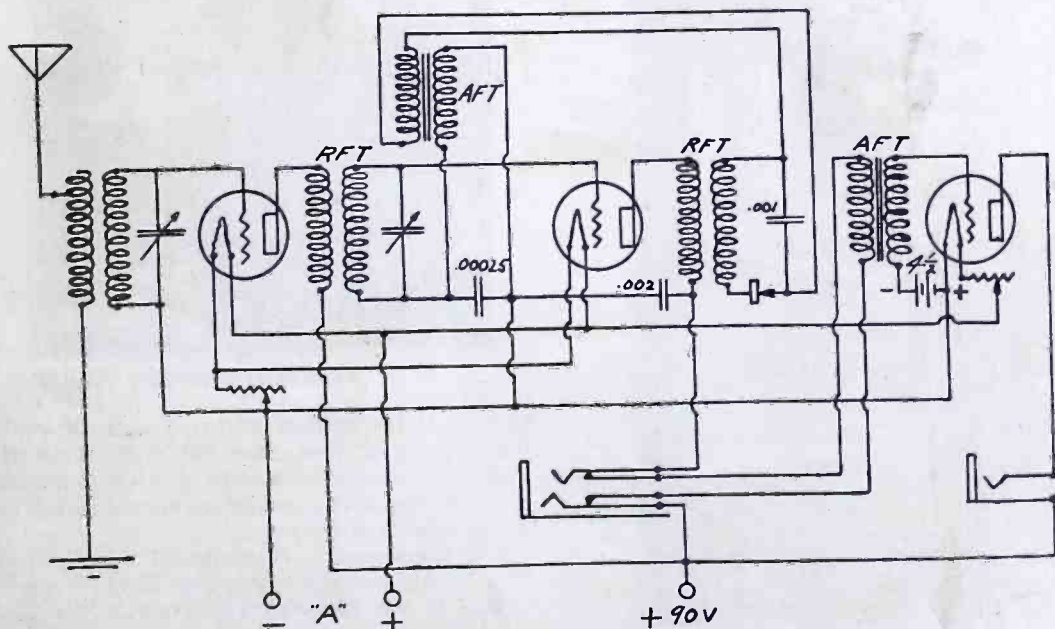 AFT
RFT
RFT
AFT
.001
.00025
.002
4½
- +
- "A" +
+ 90V